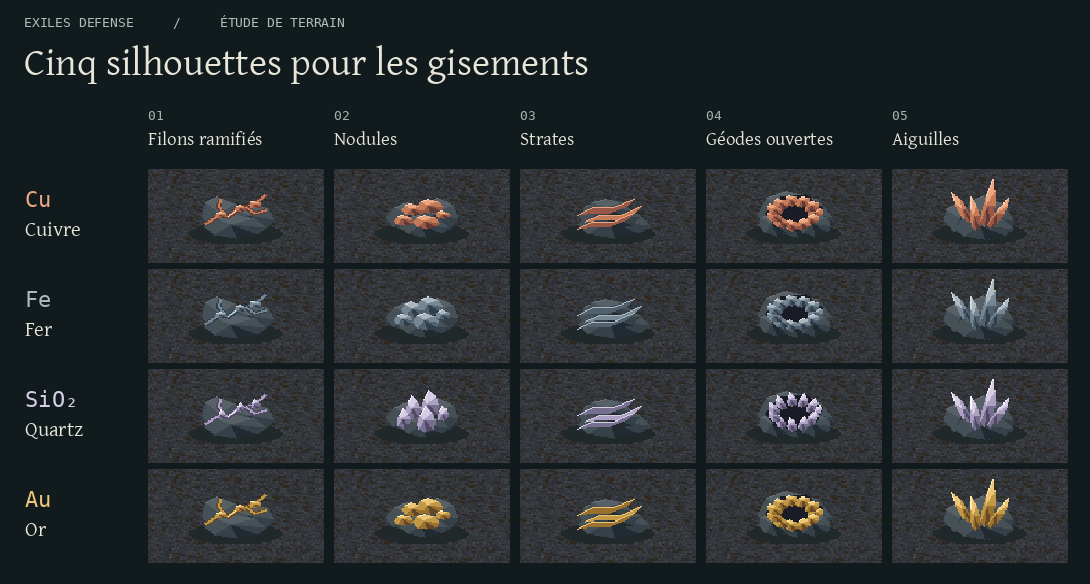 EXILES DEFENSE / ÉTUDE DE TERRAIN
Cinq silhouettes pour les gisements
01 02 03 04 05
Filons ramifiés Nodules Strates Géodes ouvertes Aiguilles
Cu
Cuivre
Fe
Fer
SiO₂
Quartz
Au
Or